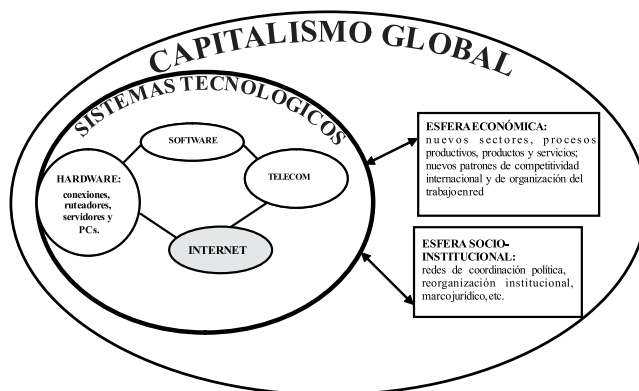 CAPITALISMO GLOBAL
SISTEMAS TECNOLOGICOS
SOFTWARE
HARDWARE:
conexiones,
ruteadores,
servidores y
PCs.
TELECOM
INTERNET
ESFERA ECONÓMICA:
nuevos sectores, procesos
productivos, productos y servicios;
nuevos patrones de competitividad
internacional y de organización del
trabajo en red
ESFERA SOCIO-
INSTITUCIONAL:
redes de coordinación política,
reorganización institucional,
marco jurídico, etc.